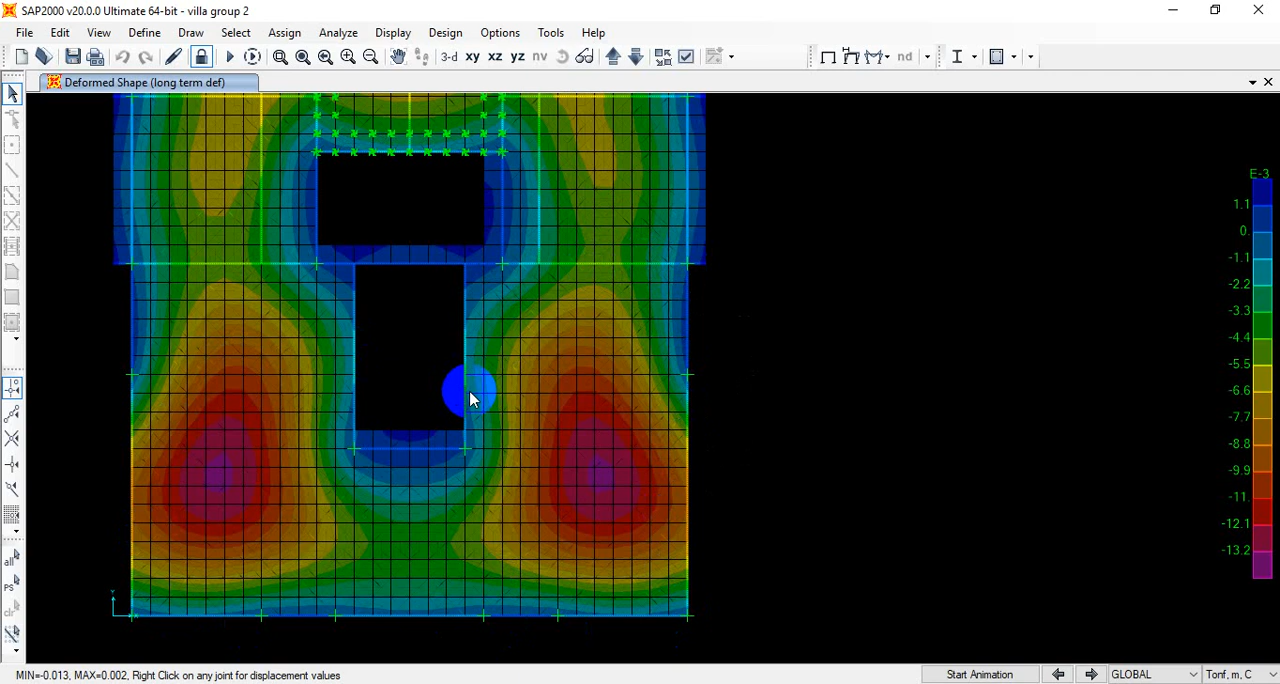 SAP2000 v20.0.0 Ultimate 64-bit - villa group 2
File Edit View Define Draw Select Assign Analyze Display Design Options Tools Help
3-d xy xz yz nv nd
Deformed Shape (long term def)
E-3
1.1
0.
-1.1
-2.2
-3.3
-4.4
-5.5
-6.6
-7.7
-8.8
-9.9
-11.
-12.1
-13.2
all
PS
clr
Y
X
MIN=-0.013, MAX=0.002, Right Click on any joint for displacement values
Start Animation
GLOBAL
Tonf, m, C